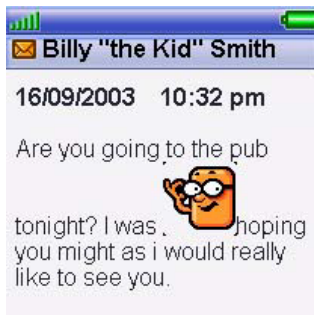 Billy "the Kid" Smith
16/09/2003 10:32 pm
Are you going to the pub
tonight? I was hoping
you might as i would really
like to see you.